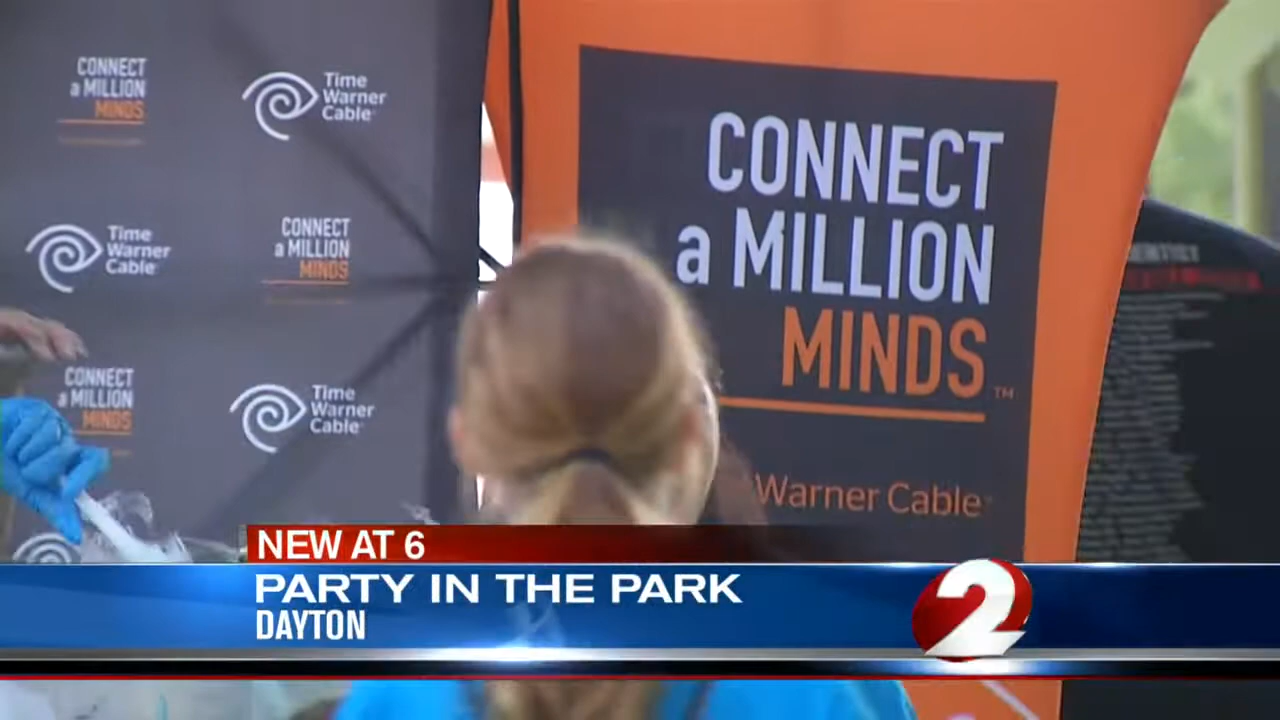 CONNECT
a MILLION
MINDS
Time
Warner
Cable
Time
Warner
Cable
CONNECT
a MILLION
MINDS
CONNECT
a MILLION
MINDS
Time
Warner
Cable
CONNECT
a MILLION
MINDS™
Warner Cable
NEW AT 6
PARTY IN THE PARK
DAYTON
2